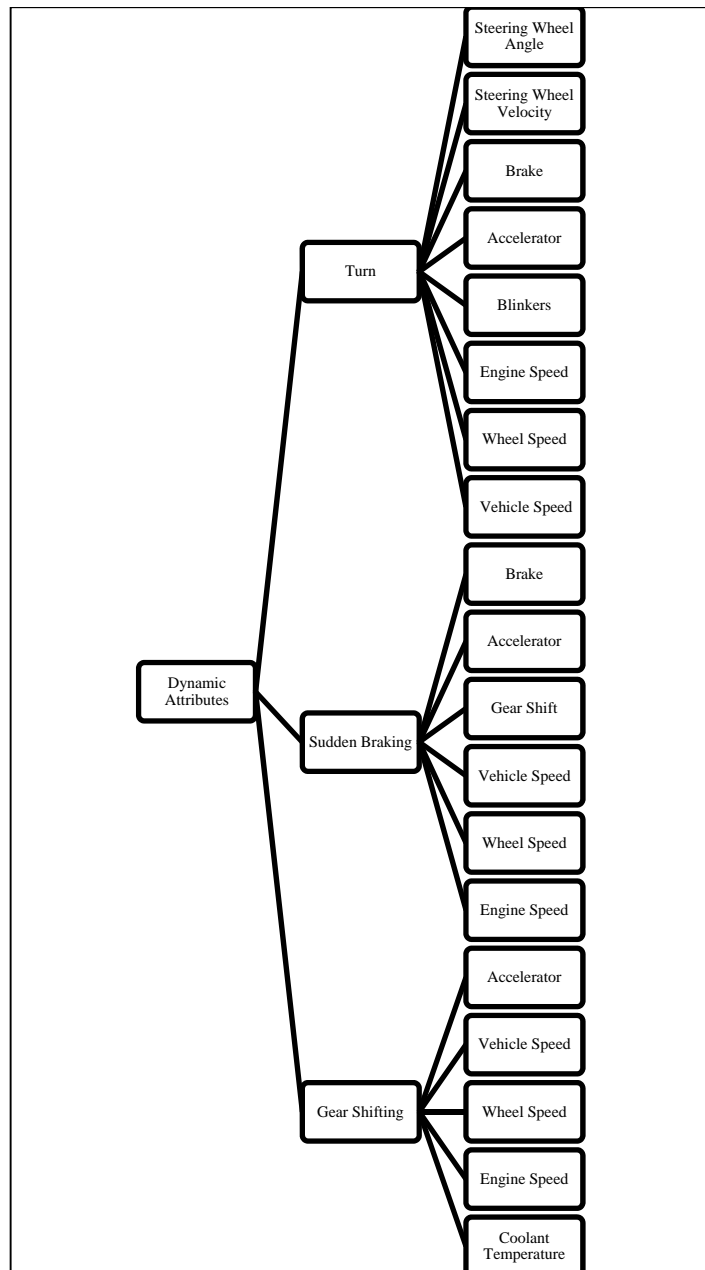 Steering Wheel
Angle
Steering Wheel
Velocity
Brake
Accelerator
Turn
Blinkers
Engine Speed
Wheel Speed
Vehicle Speed
Brake
Accelerator
Dynamic
Attributes
Gear Shift
Sudden Braking
Vehicle Speed
Wheel Speed
Engine Speed
Accelerator
Vehicle Speed
Gear Shifting
Wheel Speed
Engine Speed
Coolant
Temperature